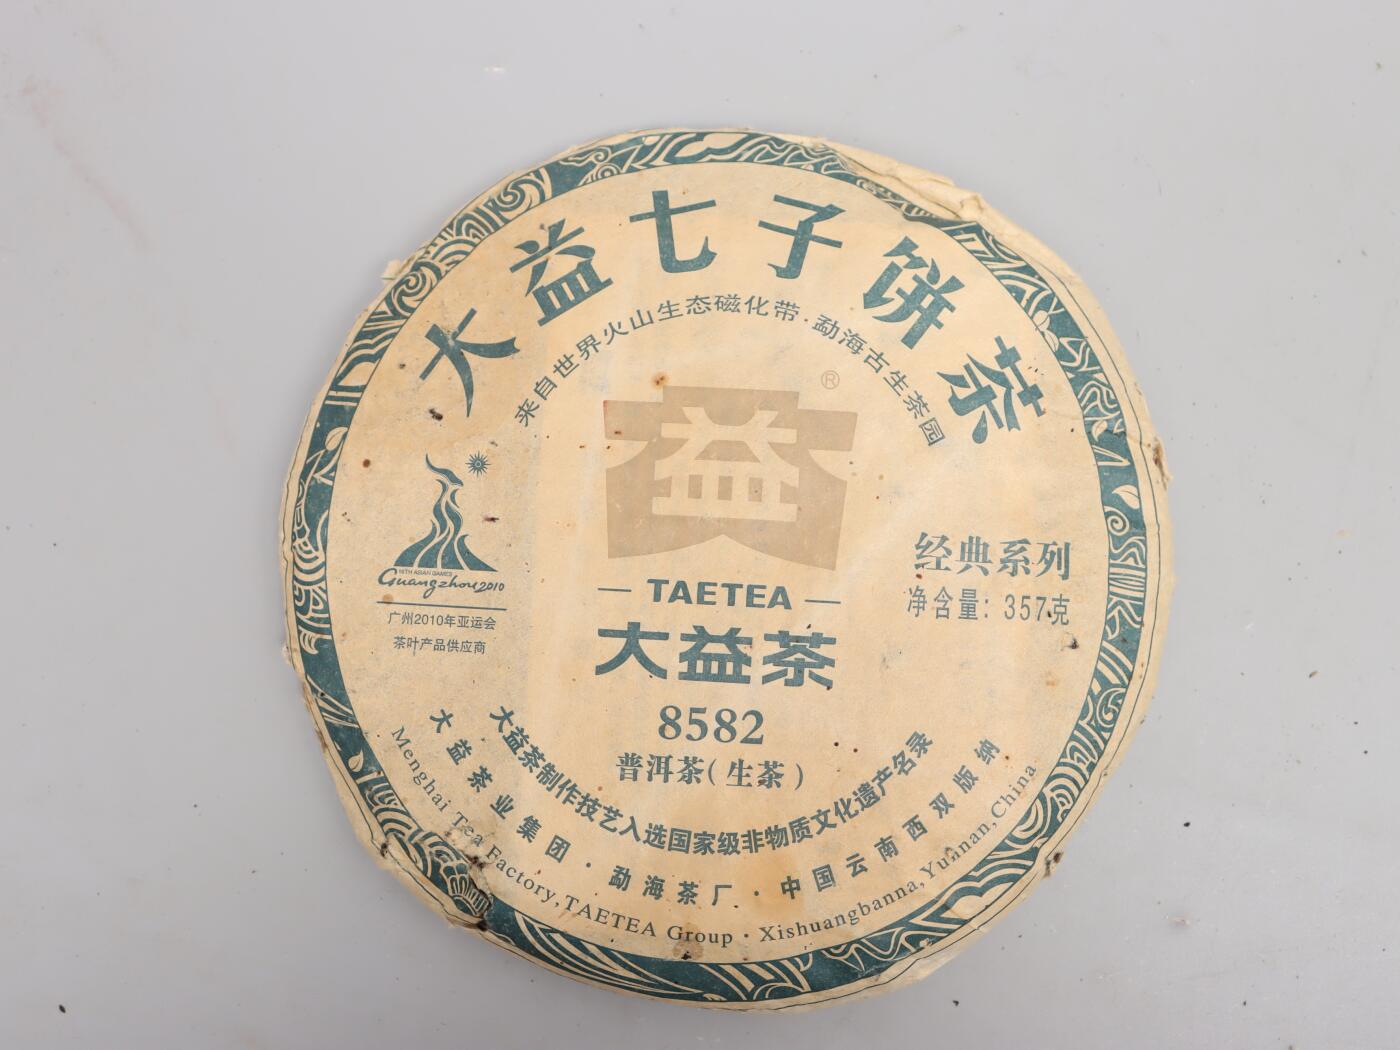 大益七子饼茶
来自世界火山生态磁化带·勐海古生茶园
益
®
16TH ASIAN GAMES
Guangzhou2010
广州2010年亚运会
茶叶产品供应商
经典系列
净含量：357克
TAETEA
大益茶
8582
普洱茶（生茶）
大益茶制作技艺入选国家级非物质文化遗产名录
大益茶业集团·勐海茶厂·中国云南西双版纳
Menghai Tea Factory,TAETEA Group·Xishuangbanna,Yunnan,China